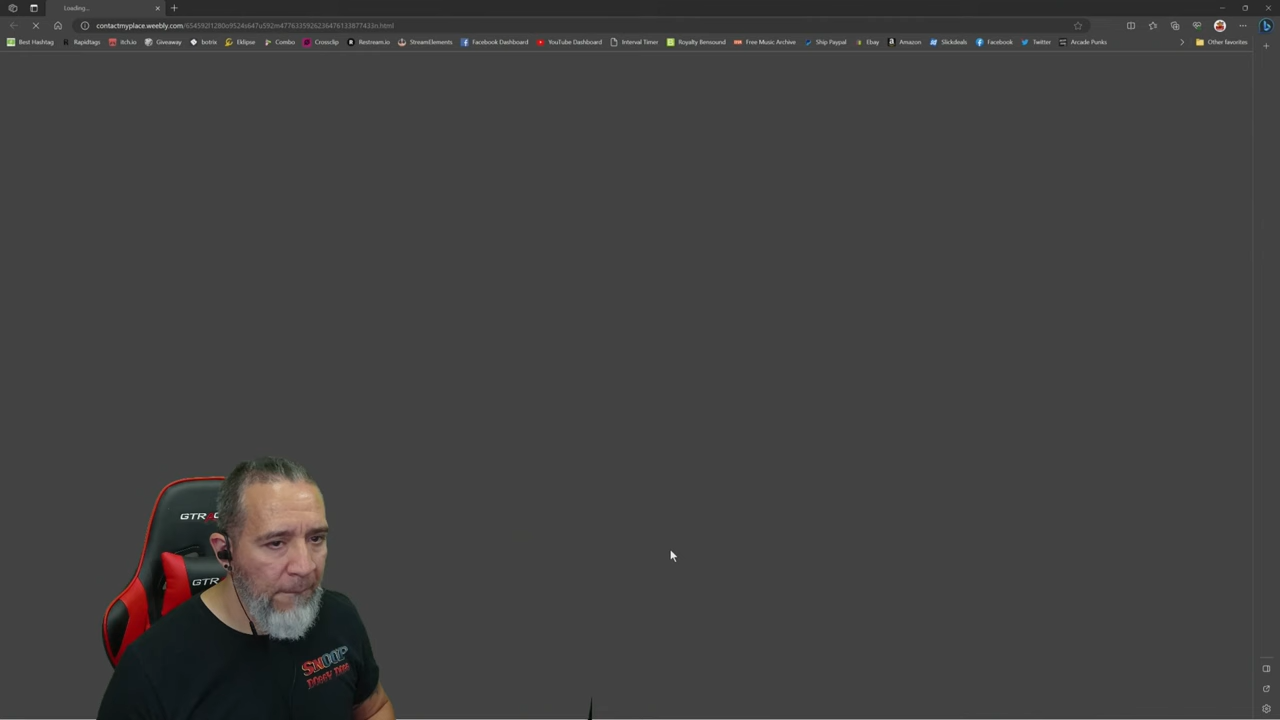 Loading...
contactmyplace.weebly.com/
Best Hashtag Rapidtags itch.io Giveaway botrix Eklipse Combo Crossclip Restream.io StreamElements Facebook Dashboard YouTube Dashboard Interval Timer Royalty Bensound Free Music Archive Ship Paypal Ebay Amazon Slickdeals Facebook Twitter Arcade Punks Other favorites
GTR
GTR
SNOOP
DOGGY DOGG